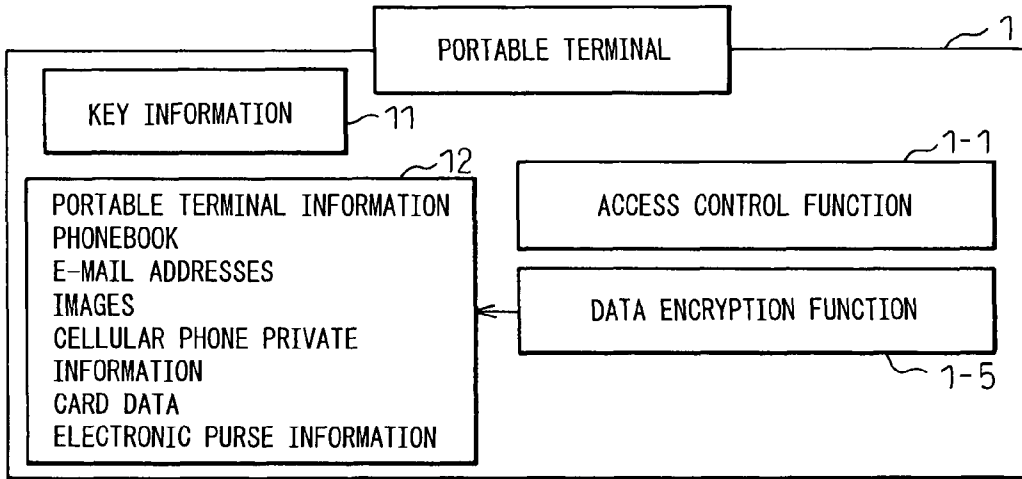 PORTABLE TERMINAL
1
KEY INFORMATION
11
12
PORTABLE TERMINAL INFORMATION
PHONEBOOK
E-MAIL ADDRESSES
IMAGES
CELLULAR PHONE PRIVATE
INFORMATION
CARD DATA
ELECTRONIC PURSE INFORMATION
1-1
ACCESS CONTROL FUNCTION
DATA ENCRYPTION FUNCTION
1-5